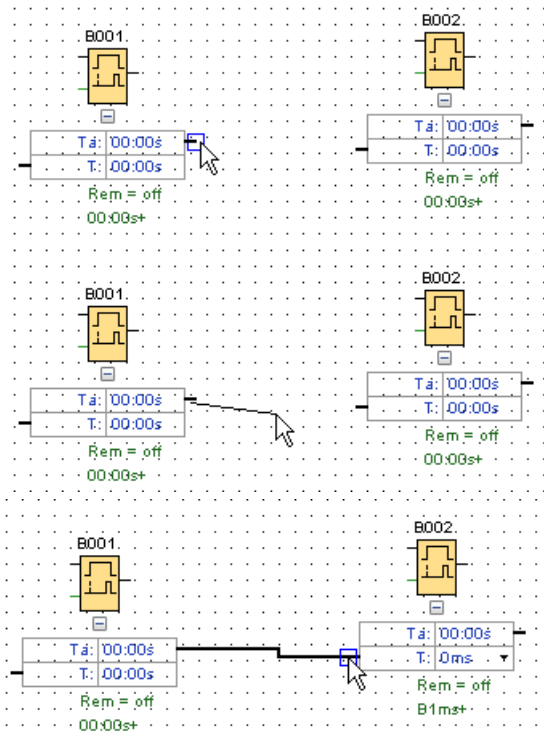 B001
Ta: 00:00s
T: 00:00s
Rem = off
00:00s+
B002
Ta: 00:00s
T: 00:00s
Rem = off
00:00s+
B001
Ta: 00:00s
T: 00:00s
Rem = off
00:00s+
B002
Ta: 00:00s
T: 00:00s
Rem = off
00:00s+
B001
Ta: 00:00s
T: 00:00s
Rem = off
00:00s+
B002
Ta: 00:00s
T: 0ms
Rem = off
B1ms+